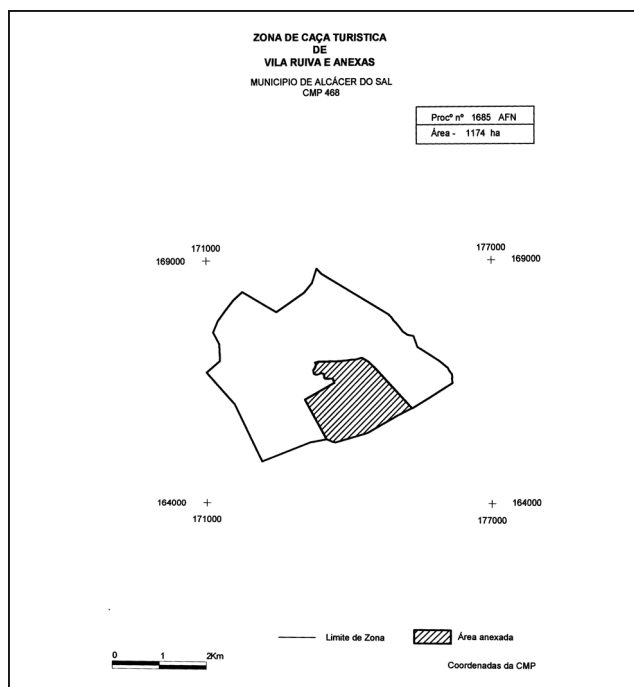 ZONA DE CAÇA TURISTICA
DE
VILA RUIVA E ANEXAS
MUNICIPIO DE ALCÁCER DO SAL
CMP 468
Procº nº 1685 AFN
Área - 1174 ha
171000
169000
177000
169000
164000
171000
164000
177000
Limite de Zona
Área anexada
0 1 2Km
Coordenadas da CMP